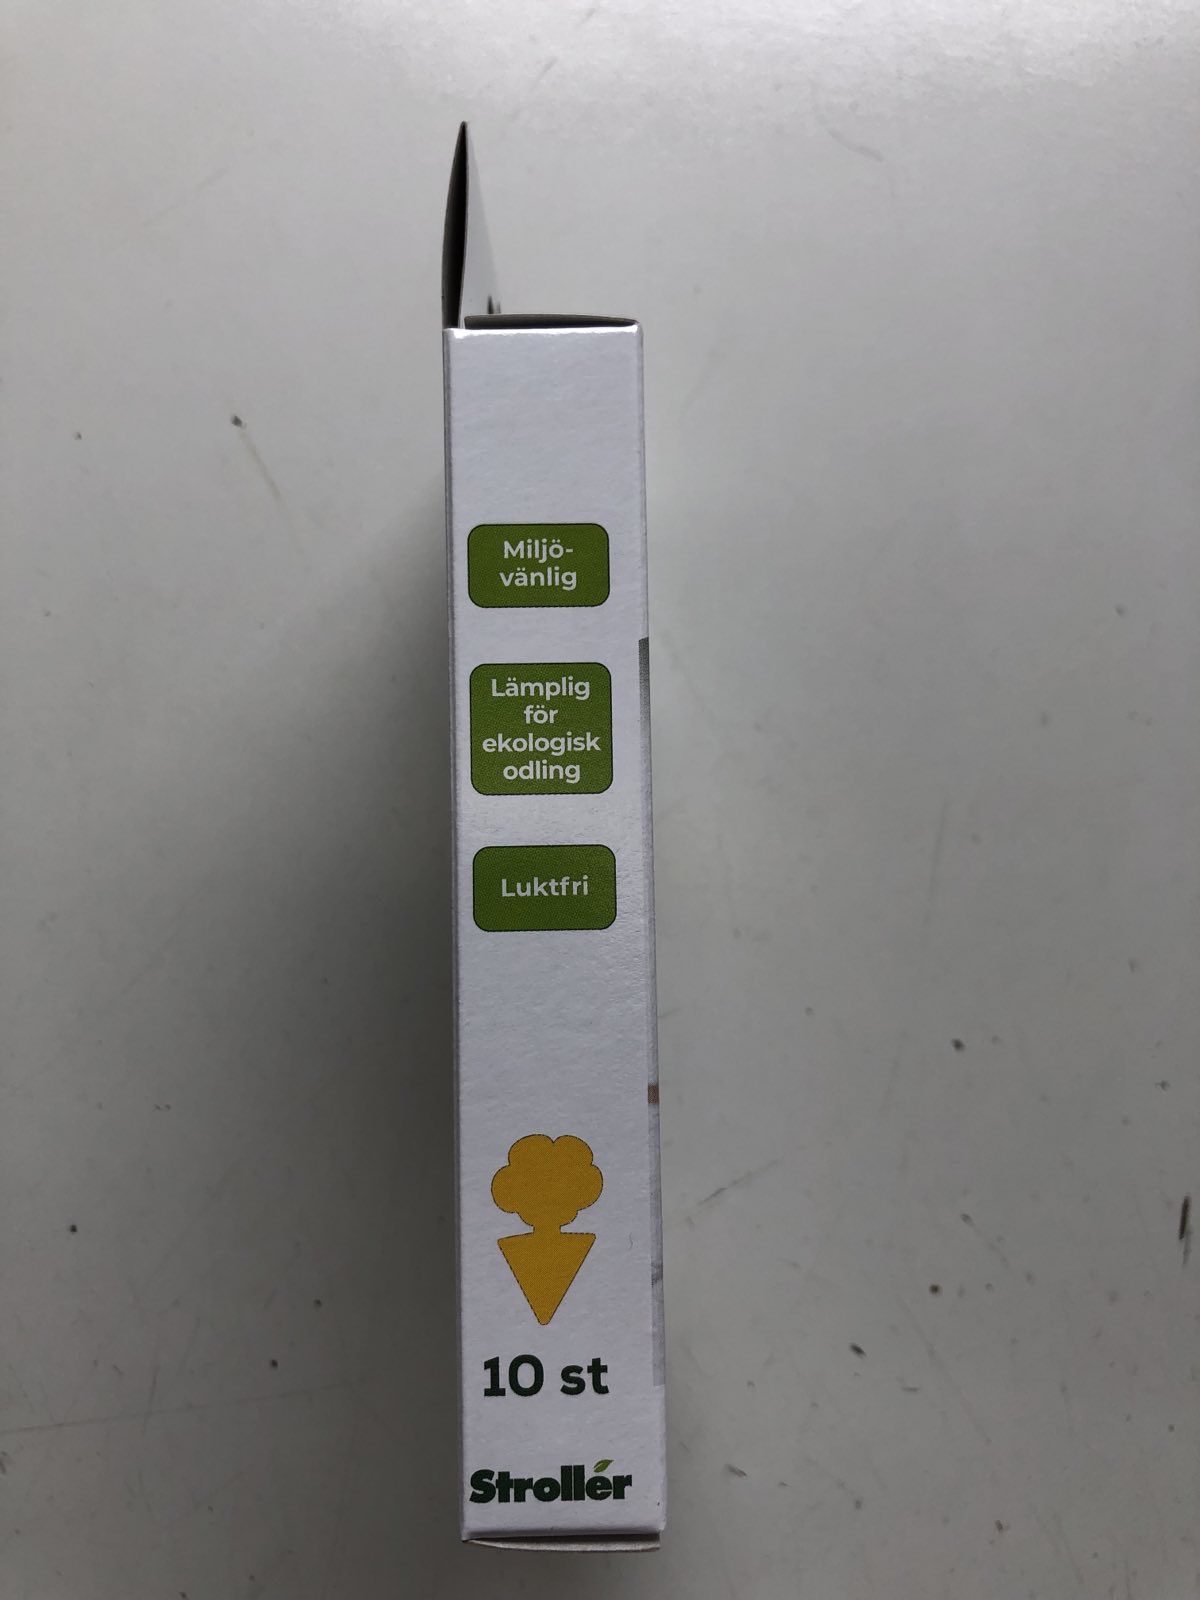 Miljö-
vänlig
Lämplig
för
ekologisk
odling
Luktfri
10 st
Strollér